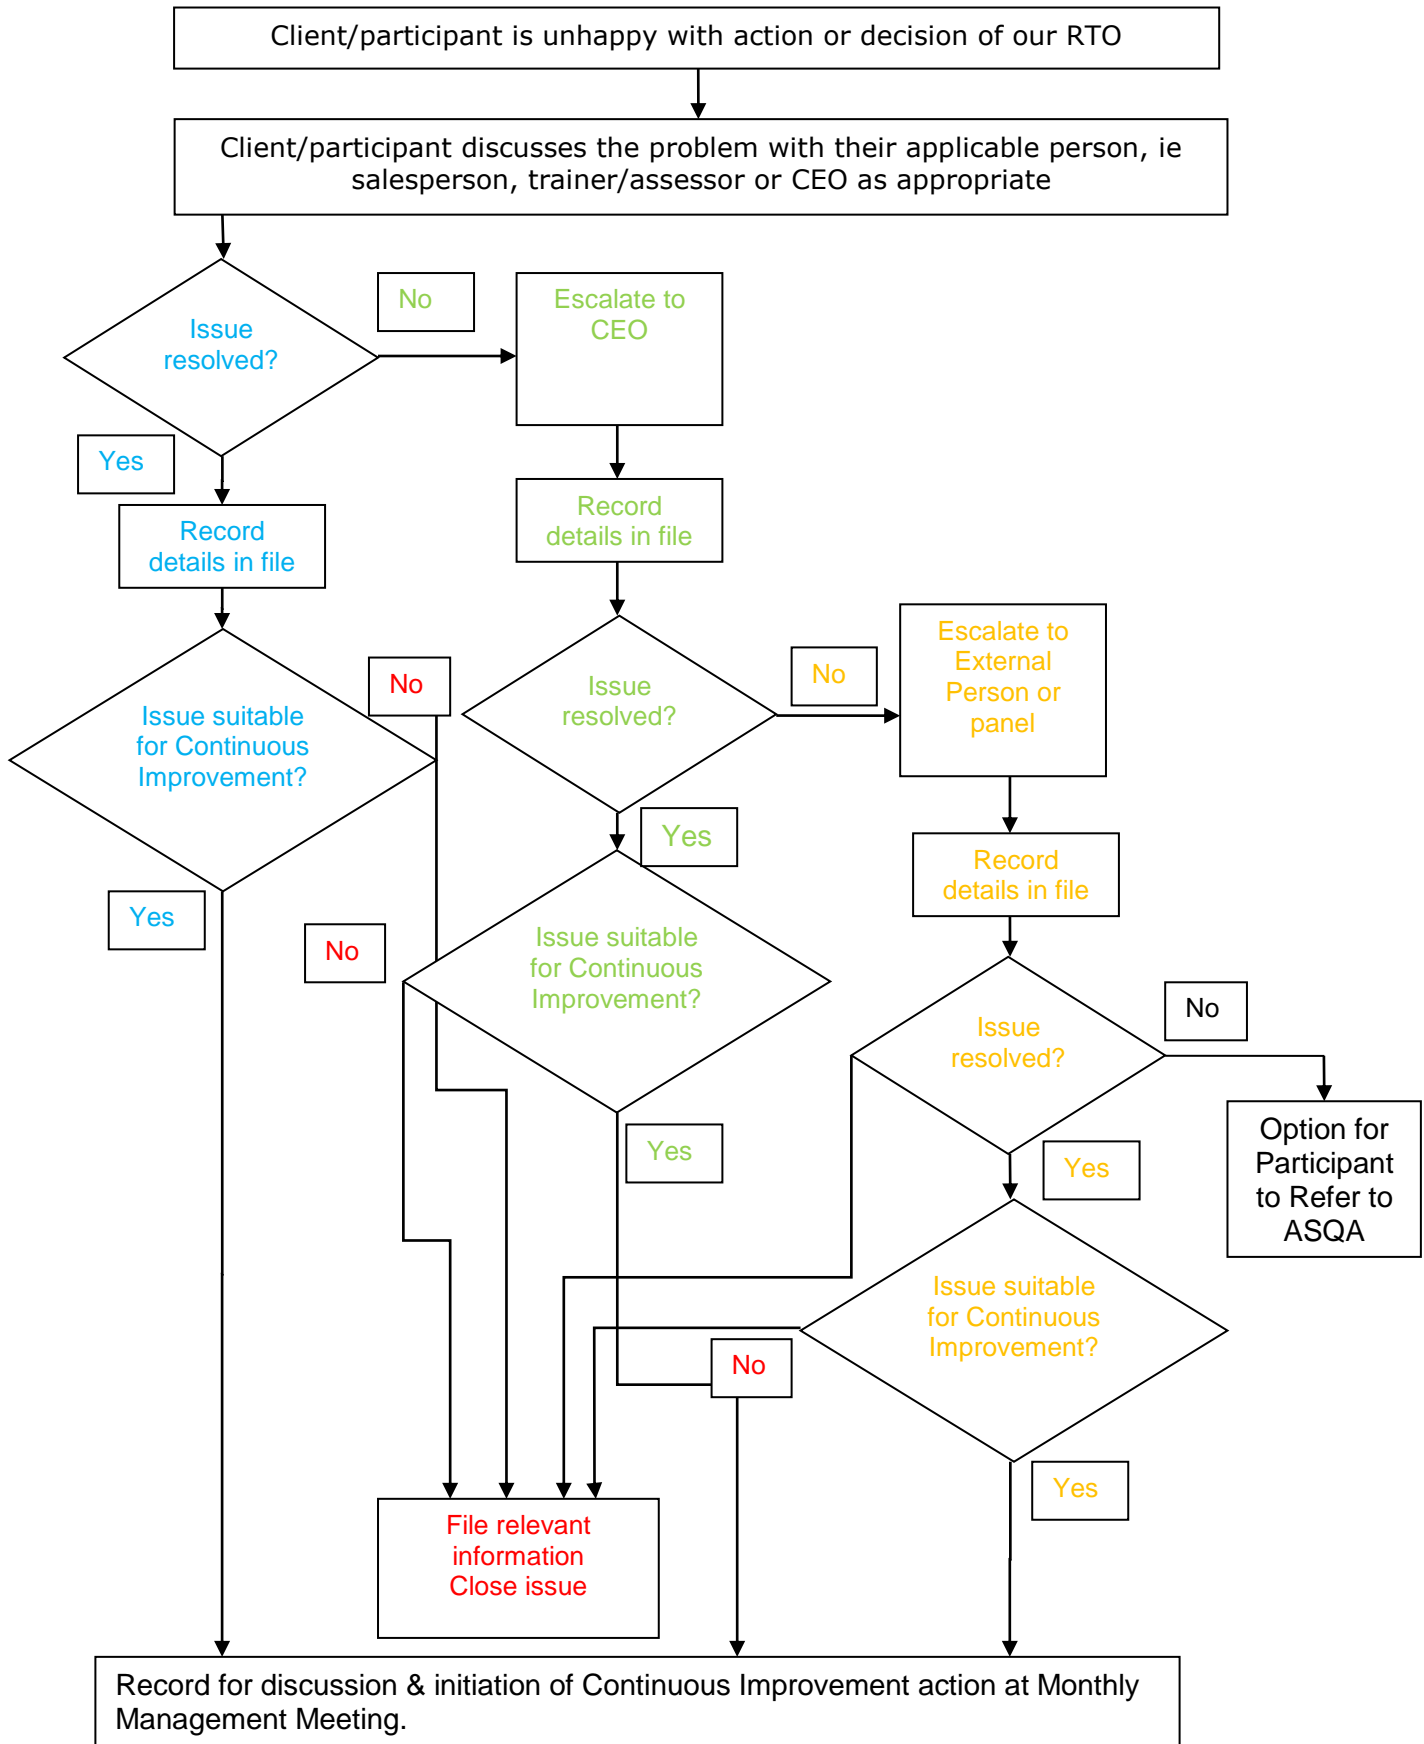 Client/participant is unhappy with action or decision of our RTO
Client/participant discusses the problem with their applicable person, ie
salesperson, trainer/assessor or CEO as appropriate
Issue
resolved?
No
Escalate to
CEO
Yes
Record
details in file
Record
details in file
Issue suitable
for Continuous
Improvement?
No
Issue
resolved?
No
Escalate to
External
Person or
panel
Yes
Yes
Record
details in file
No
Issue suitable
for Continuous
Improvement?
Issue
resolved?
No
Yes
Yes
Option for
Participant
to Refer to
ASQA
Issue suitable
for Continuous
Improvement?
No
Yes
File relevant
information
Close issue
Record for discussion & initiation of Continuous Improvement action at Monthly
Management Meeting.